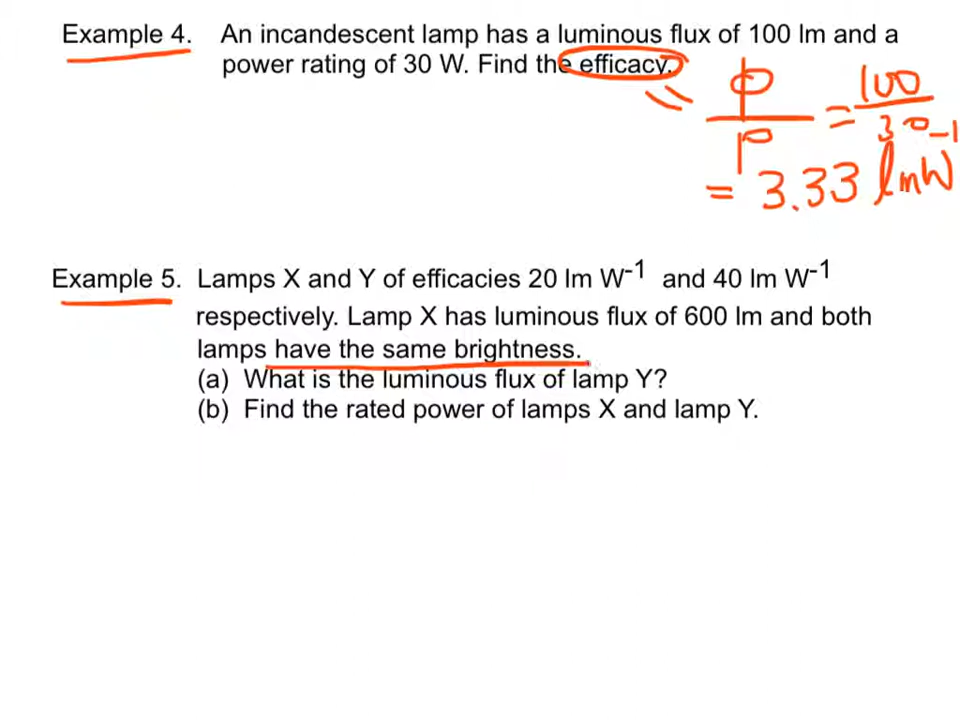 Example 4. An incandescent lamp has a luminous flux of 100 lm and a
power rating of 30 W. Find the efficacy.
= ϕ/P = 100/30
= 3.33 lm W-1
Example 5. Lamps X and Y of efficacies 20 lm W-1 and 40 lm W-1
respectively. Lamp X has luminous flux of 600 lm and both
lamps have the same brightness.
(a) What is the luminous flux of lamp Y?
(b) Find the rated power of lamps X and lamp Y.